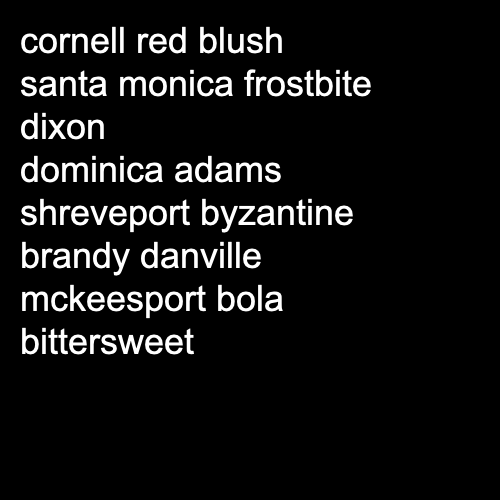 cornell red blush
santa monica frostbite
dixon
dominica adams
shreveport byzantine
brandy danville
mckeesport bola
bittersweet